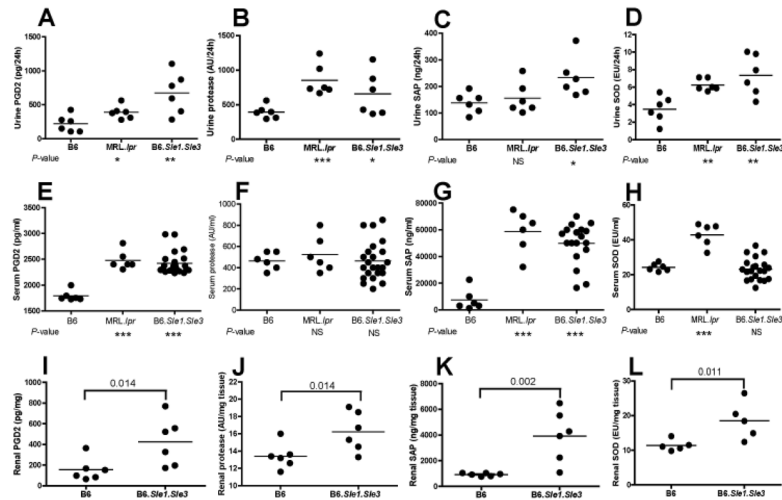 A
Urine PGD2 (pg/24h)
1500
1000
500
0
B6 MRL.lpr B6.Sle1.Sle3
P-value * **
B
Urine protease (AU/24h)
1500
1000
500
0
B6 MRL.lpr B6.Sle1.Sle3
*** *
C
Urine SAP (ng/24h)
400
300
200
100
0
B6 MRL.lpr B6.Sle1.Sle3
NS *
D
Urine SOD (EU/24h)
12
9
6
3
0
B6 MRL.lpr B6.Sle1.Sle3
** **
E
Serum PGD2 (pg/ml)
3500
3000
2500
2000
1500
B6 MRL.lpr B6.Sle1.Sle3
P-value *** ***
F
Serum protease (AU/ml)
1000
800
600
400
200
0
B6 MRL.lpr B6.Sle1.Sle3
P-value NS NS
G
Serum SAP (pg/ml)
80000
60000
40000
20000
0
B6 MRL.lpr B6.Sle1.Sle3
P-value *** ***
H
Serum SOD (EU/ml)
60
40
20
0
B6 MRL.lpr B6.Sle1.Sle3
P-value *** NS
I
Renal PGD2 (pg/mg)
1000
800
600
400
200
0
0.014
B6 B6.Sle1.Sle3
J
Renal protease (AU/mg tissue)
22
20
18
16
14
12
10
0.014
B6 B6.Sle1.Sle3
K
Renal SAP (ng/mg tissue)
10000
8000
6000
4000
2000
0
0.002
B6 B6.Sle1.Sle3
L
Renal SOD (EU/mg tissue)
30
20
10
0
0.011
B6 B6.Sle1.Sle3